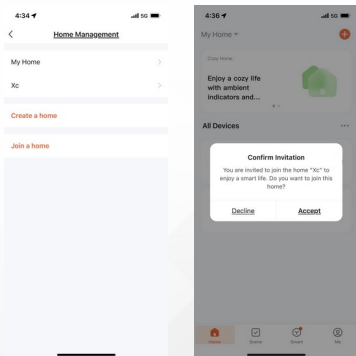 4:34
5G
Home Management
My Home
Xc
Create a home
Join a home
4:36
5G
My Home
Cozy Home
Enjoy a cozy life
with ambient
indicators and...
All Devices
Confirm Invitation
You are invited to join the home "Xc" to
enjoy a smart life. Do you want to join this
home?
Decline
Accept
Home
Scene
Smart
Me